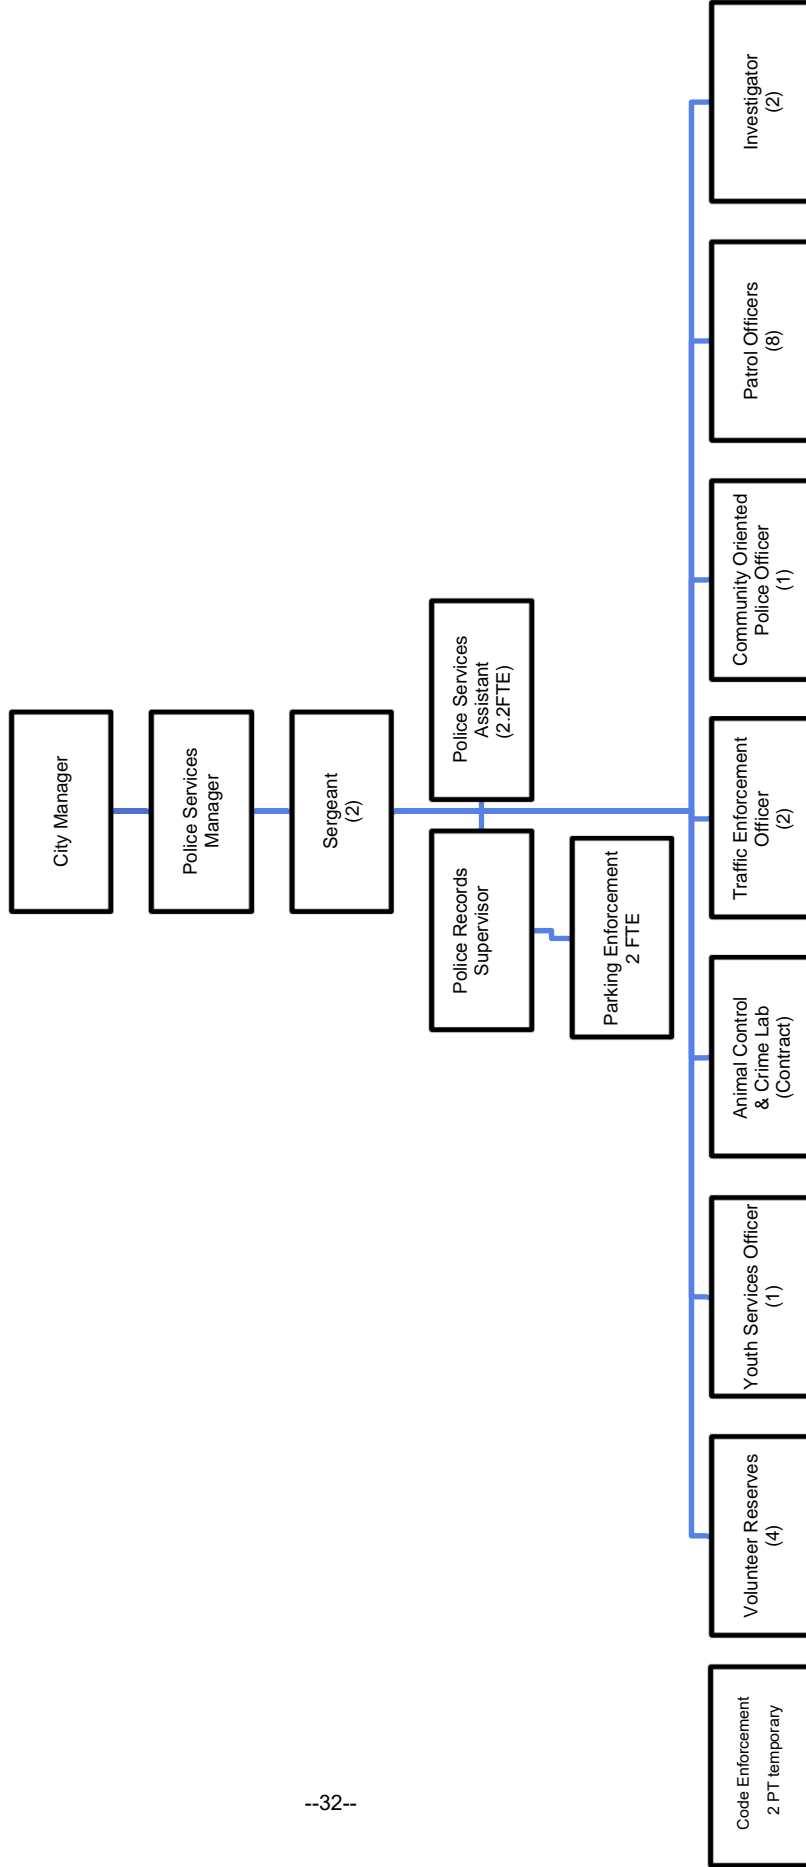 City Manager
Police Services
Manager
Sergeant
(2)
Police Records
Supervisor
Police Services
Assistant
(2.2FTE)
Parking Enforcement
2 FTE
Code Enforcement
2 PT temporary
Volunteer Reserves
(4)
Youth Services Officer
(1)
Animal Control
& Crime Lab
(Contract)
Traffic Enforcement
Officer
(2)
Community Oriented
Police Officer
(1)
Patrol Officers
(8)
Investigator
(2)
--32--